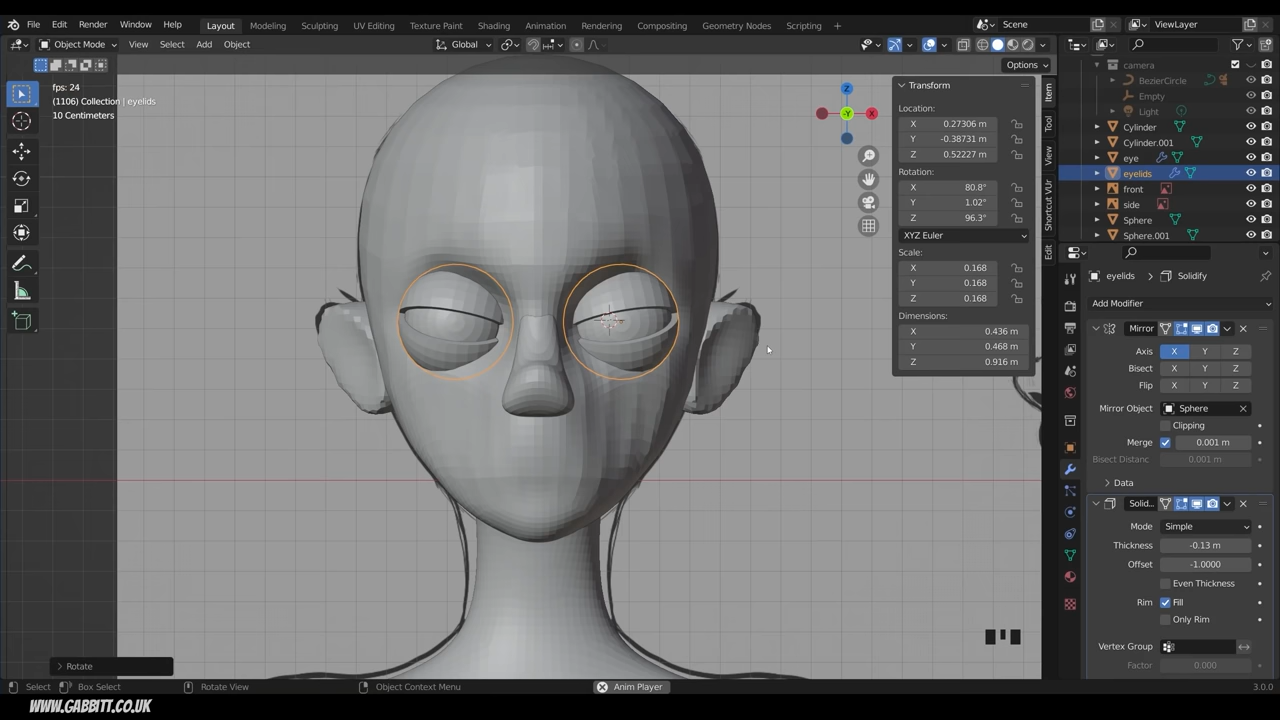 File Edit Render Window Help Layout Modeling Sculpting UV Editing Texture Paint Shading Animation Rendering Compositing Geometry Nodes Scripting + Scene ViewLayer
Object Mode View Select Add Object Global
Options
fps: 24
(1106) Collection | eyelids
10 Centimeters
Z
X
-Y
Transform
Location:
X 0.27306 m
Y -0.38731 m
Z 0.52227 m
Rotation:
X 80.8°
Y 1.02°
Z 96.3°
XYZ Euler
Scale:
X 0.168
Y 0.168
Z 0.168
Dimensions:
X 0.436 m
Y 0.468 m
Z 0.916 m
Item
Tool
View
Shortcut VUr
Edit
camera
BezierCircle
Empty
Light
Cylinder
Cylinder.001
eye
eyelids
front
side
Sphere
Sphere.001
eyelids > Solidify
Add Modifier
Mirror
Axis X Y Z
Bisect X Y Z
Flip X Y Z
Mirror Object Sphere
Clipping
Merge 0.001 m
Bisect Distanc 0.001 m
Data
Solid...
Mode Simple
Thickness -0.13 m
Offset -1.0000
Even Thickness
Rim Fill
Only Rim
Vertex Group
Factor 0.000
Rotate
Select Box Select Rotate View Object Context Menu Anim Player 3.0.0
WWW.GABBITT.CO.UK